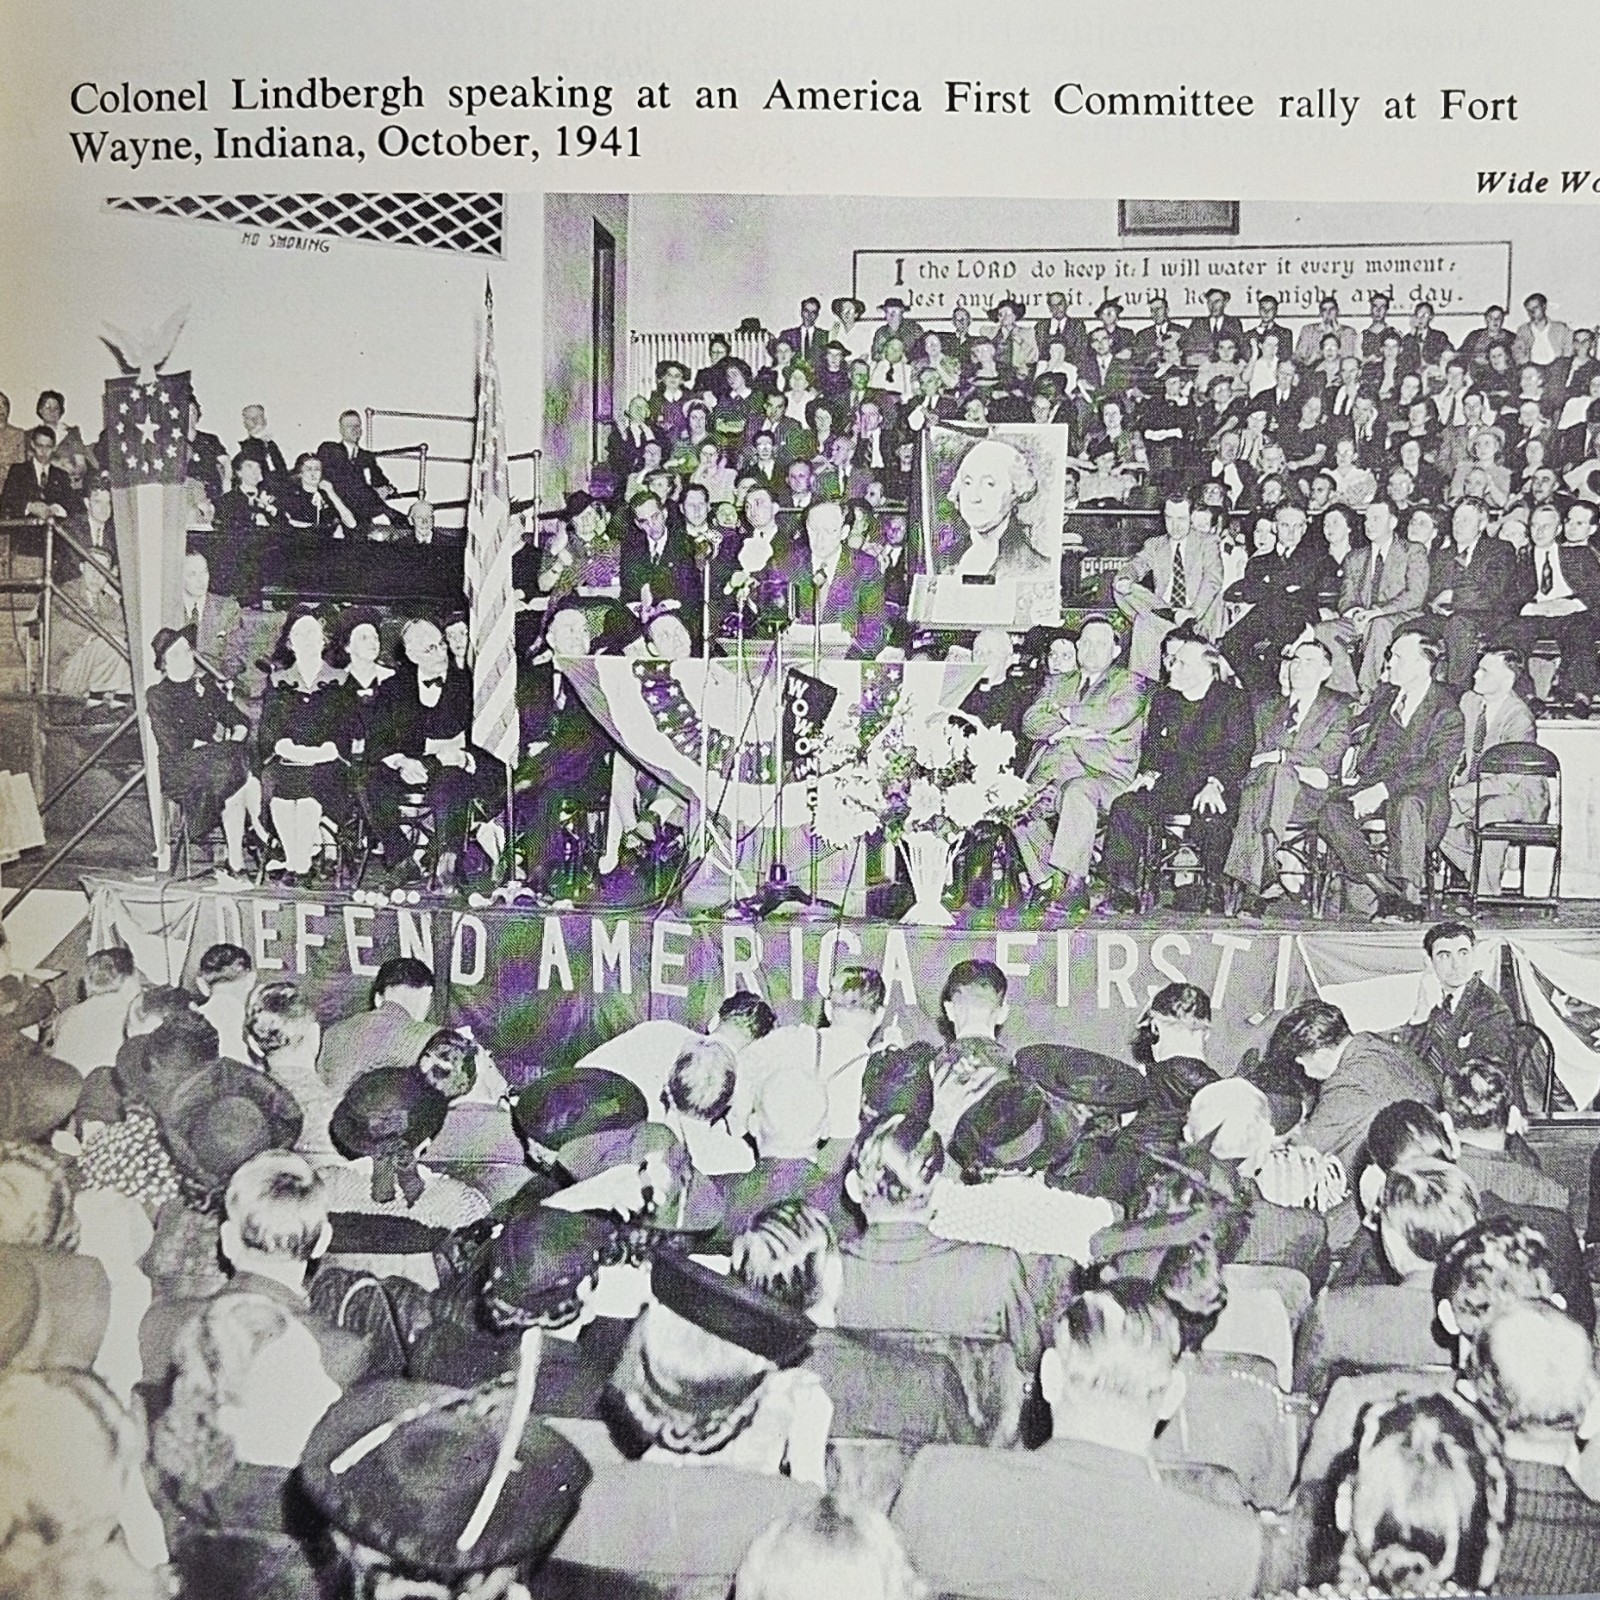 Colonel Lindbergh speaking at an America First Committee rally at Fort
Wayne, Indiana, October, 1941
Wide Wo
NO SMOKING
I the LORD do keep it: I will water it every moment:
lest any hurt it, I will keep it night and day.
WOWO
DEFEND AMERICA FIRST!